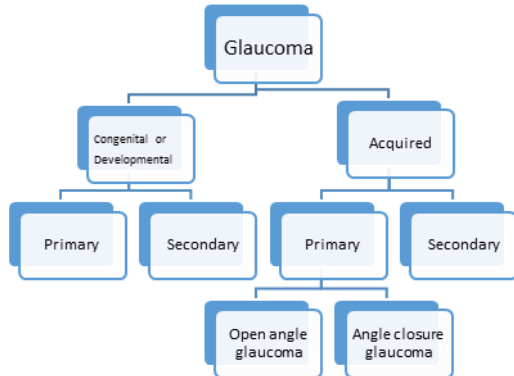 Glaucoma
Congenital or
Developmental
Acquired
Primary
Secondary
Primary
Secondary
Open angle
glaucoma
Angle closure
glaucoma